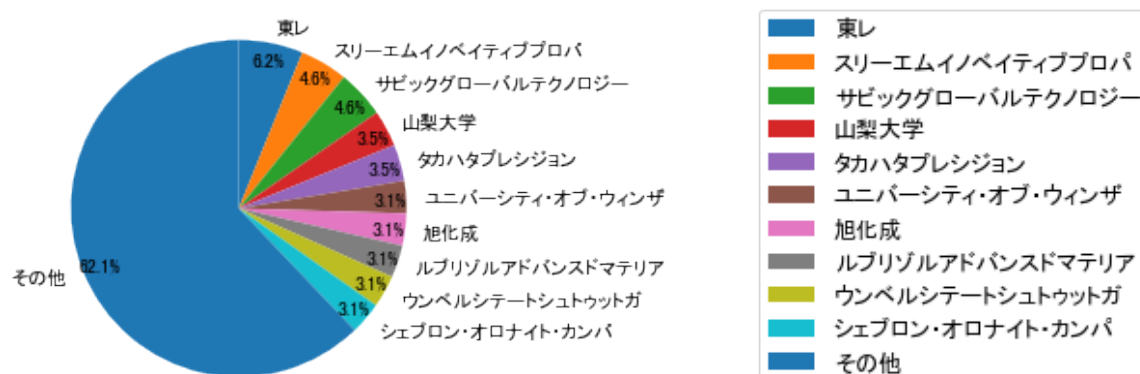 東レ
6.2%
スリーエムイノベイティブプロパ
4.6%
サビックグローバルテクノロジー
4.6%
山梨大学
3.5%
タカハタプレシジョン
3.5%
ユニバーシティ・オブ・ウィンザ
3.1%
旭化成
3.1%
ルブリゾルアドバンスドマテリア
3.1%
ウンベルシテートシュトゥットガ
3.1%
シェブロン・オロナイト・カンパ
3.1%
その他
62.1%
東レ
スリーエムイノベイティブプロパ
サビックグローバルテクノロジー
山梨大学
タカハタプレシジョン
ユニバーシティ・オブ・ウィンザ
旭化成
ルブリゾルアドバンスドマテリア
ウンベルシテートシュトゥットガ
シェブロン・オロナイト・カンパ
その他